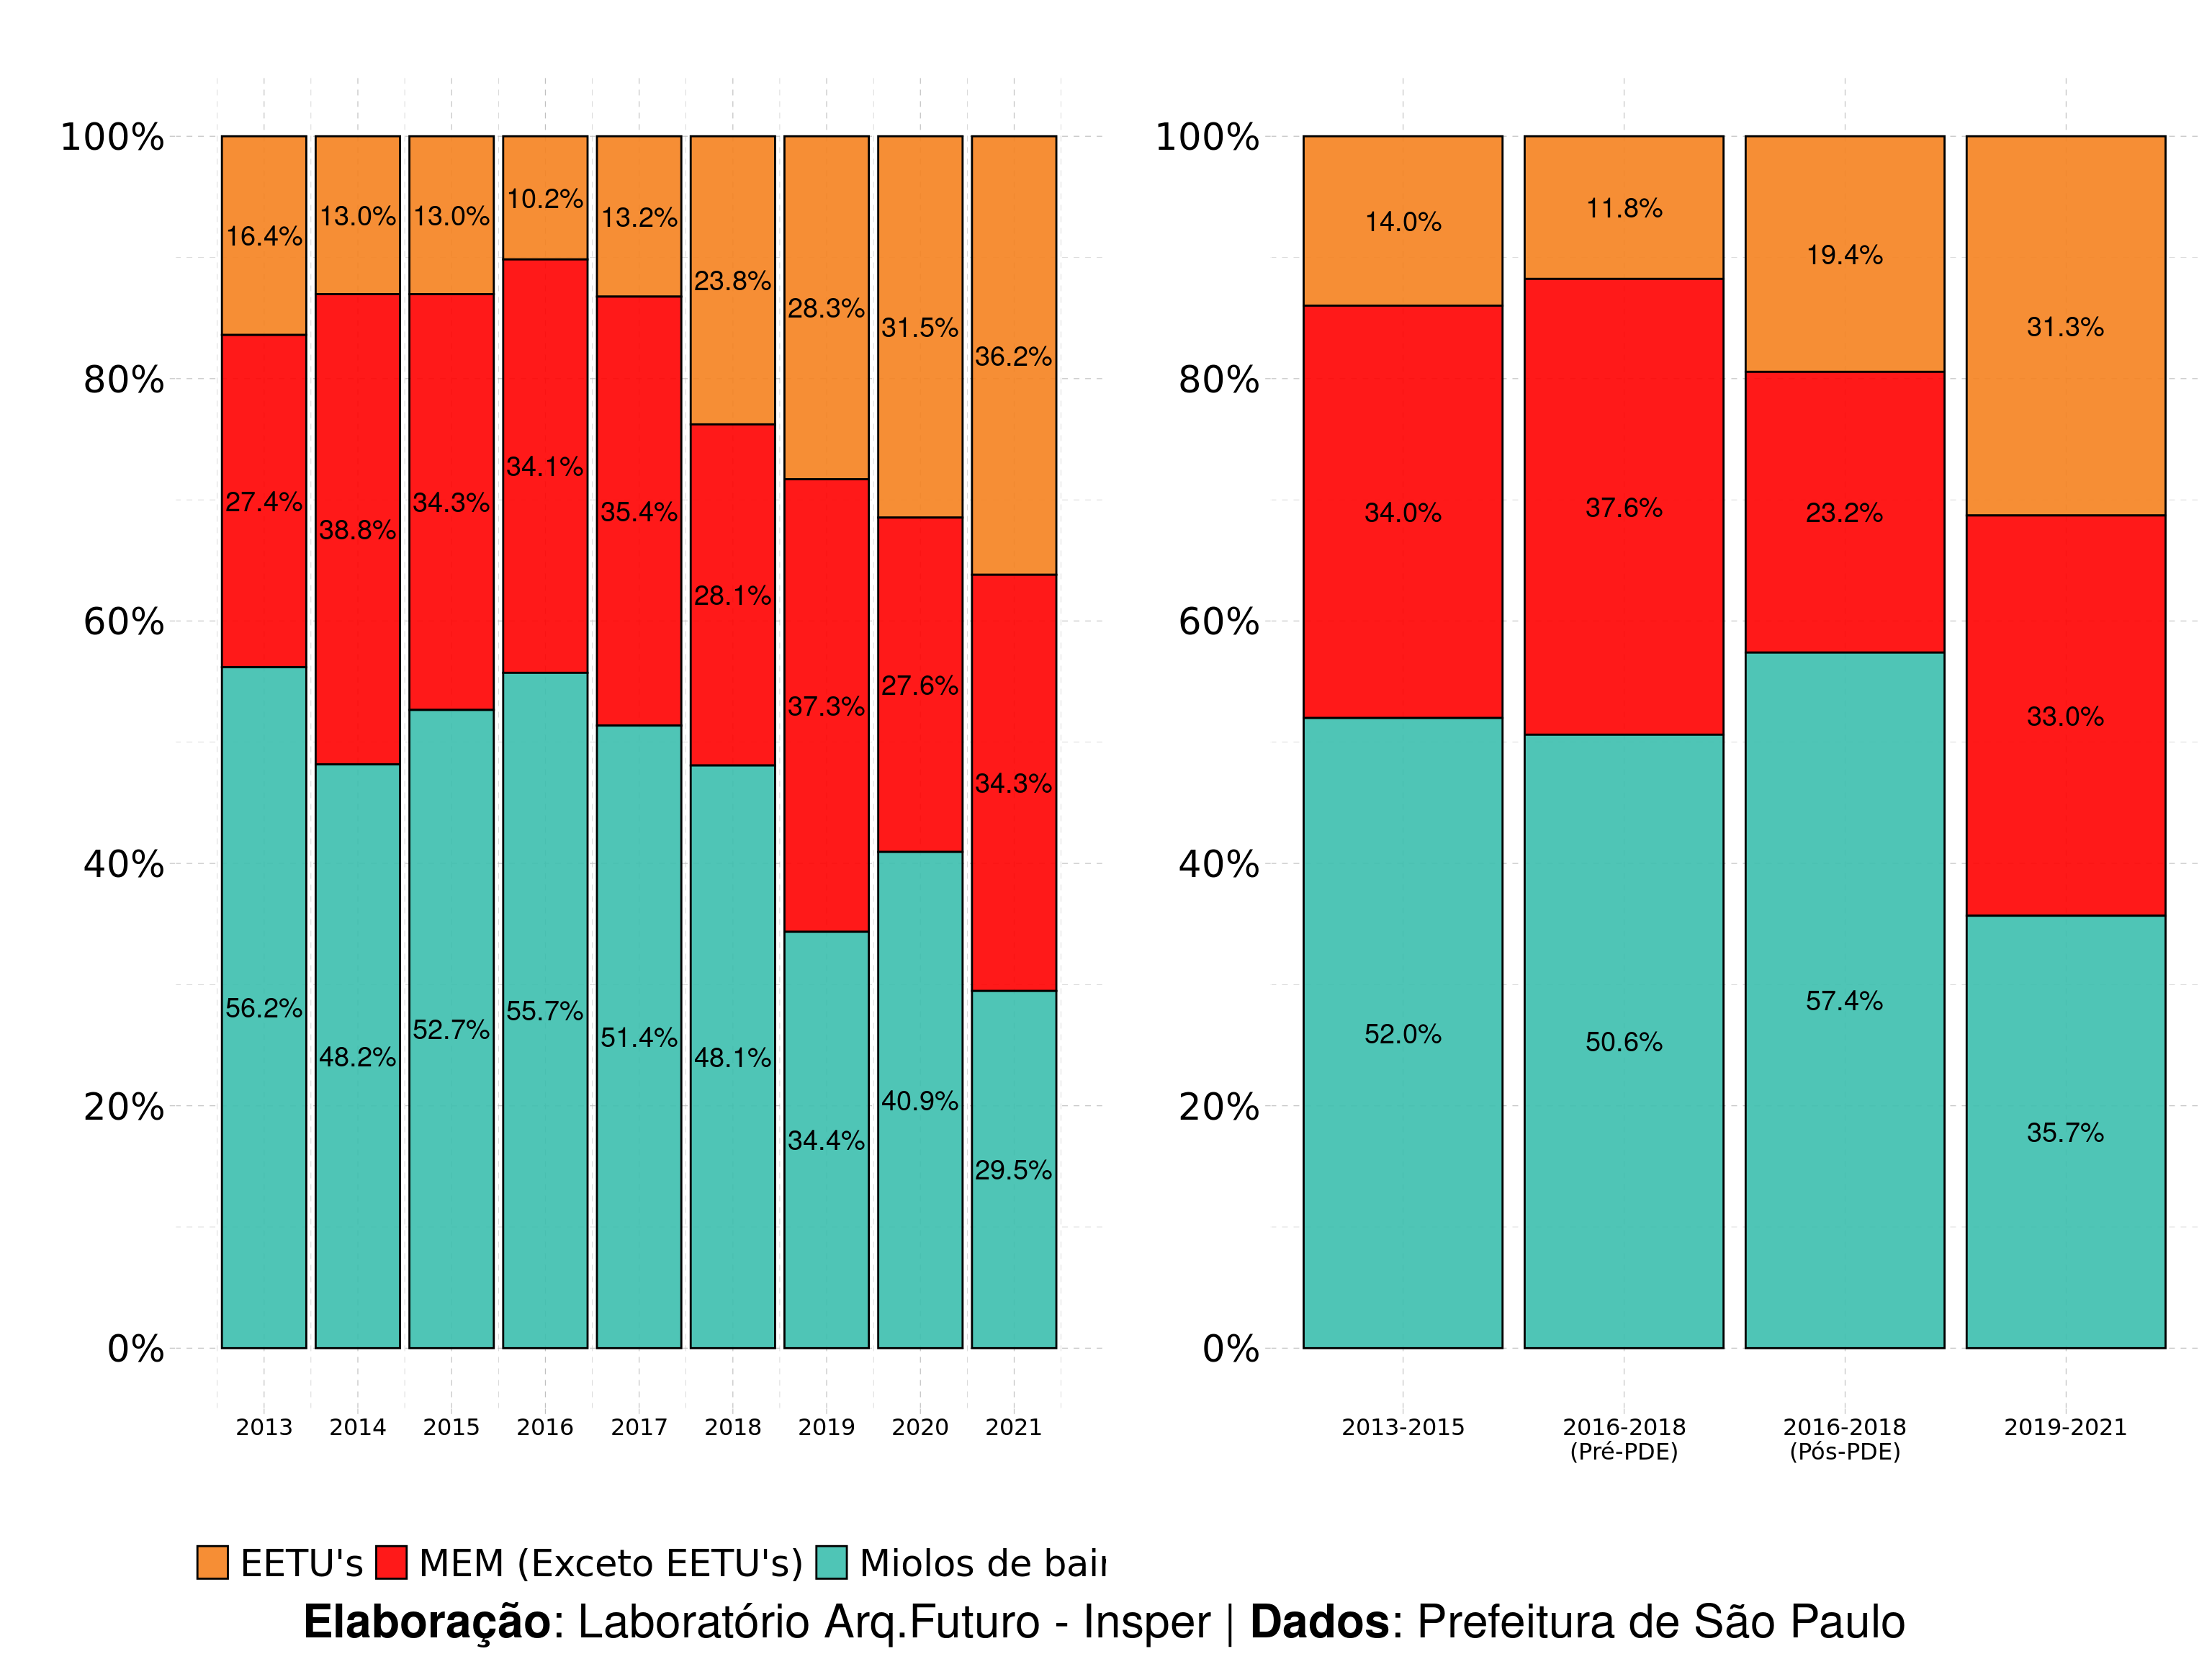 100%
80%
60%
40%
20%
0%
16.4% 13.0% 13.0% 10.2% 13.2% 23.8% 28.3% 31.5% 36.2%
27.4% 38.8% 34.3% 34.1% 35.4% 28.1% 37.3% 27.6% 34.3%
56.2% 48.2% 52.7% 55.7% 51.4% 48.1% 34.4% 40.9% 29.5%
2013 2014 2015 2016 2017 2018 2019 2020 2021
100%
80%
60%
40%
20%
0%
14.0% 11.8% 19.4% 31.3%
34.0% 37.6% 23.2% 33.0%
52.0% 50.6% 57.4% 35.7%
2013-2015 2016-2018 2016-2018 2019-2021
(Pré-PDE) (Pós-PDE)
EETU's MEM (Exceto EETU's) Miolos de
Elaboração: Laboratório Arq.Futuro - Insper | Dados: Prefeitura de São Paulo